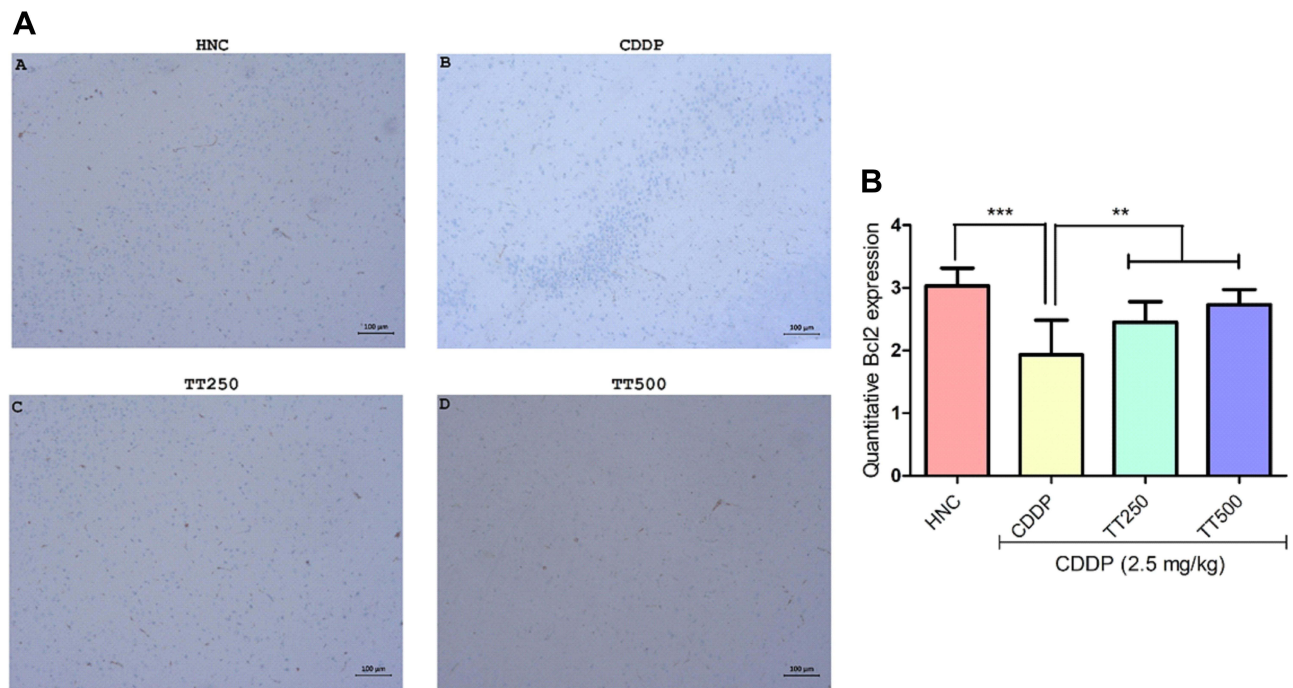 A
HNC
A
100 µm
CDDP
B
100 µm
TT250
C
100 µm
TT500
D
100 µm
B
Quantitative Bcl2 expression
4
3
2
1
0
***
**
HNC
CDDP
TT250
TT500
CDDP (2.5 mg/kg)